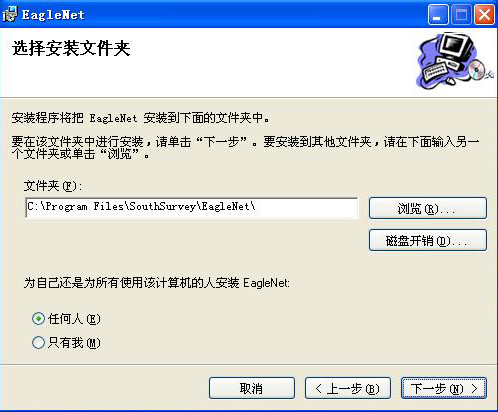 EagleNet
选择安装文件夹
安装程序将把 EagleNet 安装到下面的文件夹中。
要在该文件夹中进行安装,请单击“下一步”。要安装到其他文件夹,请在下面输入另一
个文件夹或单击“浏览”。
文件夹(F):
C:\Program Files\SouthSurvey\EagleNet\
浏览(R)...
磁盘开销(D)...
为自己还是为所有使用该计算机的人安装 EagleNet:
任何人(E)
只有我(M)
取消
< 上一步(B)
下一步(N) >